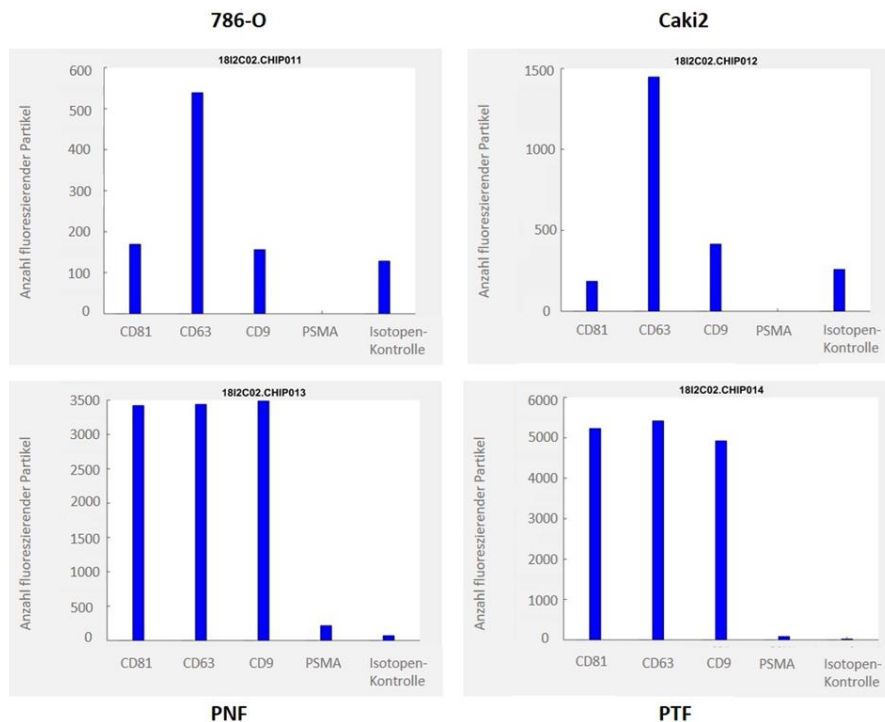 786-O
Caki2
18I2C02.CHIP011
Anzahl fluoreszierender Partikel
600
500
400
300
200
100
0
CD81 CD63 CD9 PSMA Isotopen-
Kontrolle
18I2C02.CHIP012
Anzahl fluoreszierender Partikel
1500
1000
500
0
CD81 CD63 CD9 PSMA Isotopen-
Kontrolle
18I2C02.CHIP013
Anzahl fluoreszierender Partikel
3500
3000
2500
2000
1500
1000
500
0
CD81 CD63 CD9 PSMA Isotopen-
Kontrolle
18I2C02.CHIP014
Anzahl fluoreszierender Partikel
6000
5000
4000
3000
2000
1000
0
CD81 CD63 CD9 PSMA Isotopen-
Kontrolle
PNF
PTF